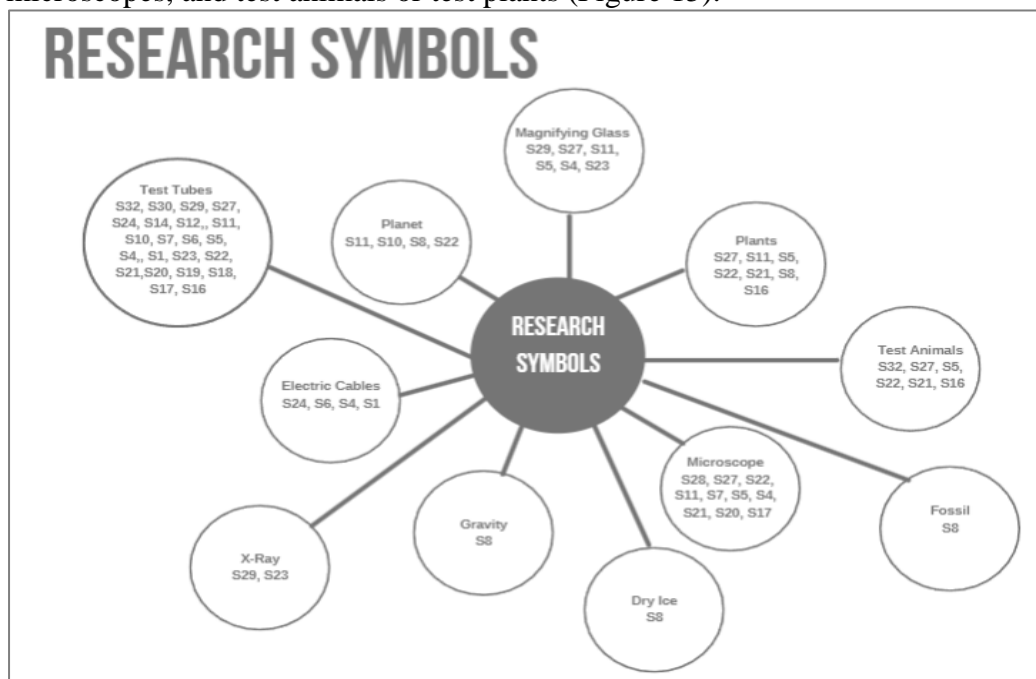 microscopes, and test animals or test plants (Figure 13).
RESEARCH SYMBOLS
Magnifying Glass
S29, S27, S11,
S5, S4, S23
Test Tubes
S32, S30, S29, S27,
S24, S14, S12,, S11,
S10, S7, S6, S5,
S4,, S1, S23, S22,
S21,S20, S19, S18,
S17, S16
Planet
S11, S10, S8, S22
Plants
S27, S11, S5,
S22, S21, S8,
S16
RESEARCH
SYMBOLS
Test Animals
S32, S27, S5,
S22, S21, S16
Electric Cables
S24, S6, S4, S1
Microscope
S28, S27, S22,
S11, S7, S5, S4,
S21, S20, S17
Fossil
S8
Gravity
S8
X-Ray
S29, S23
Dry Ice
S8